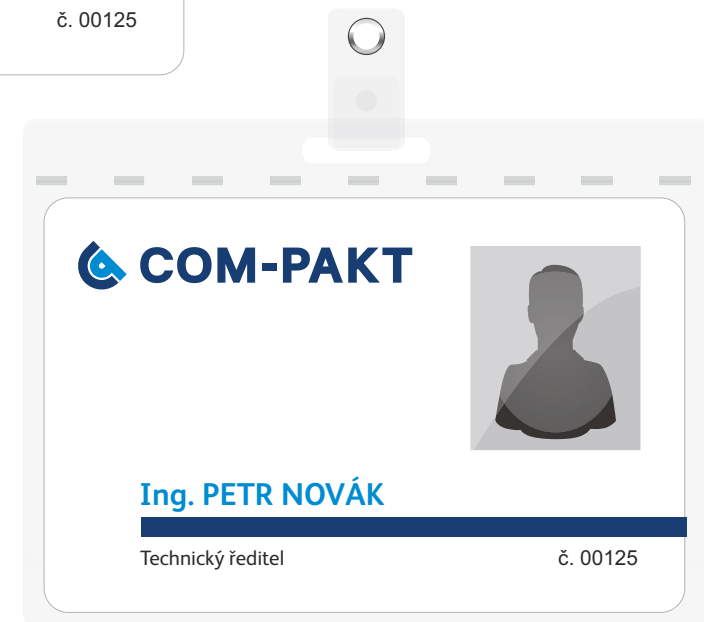 č. 00125
COM-PAKT
Ing. PETR NOVÁK
Technický ředitel
č. 00125